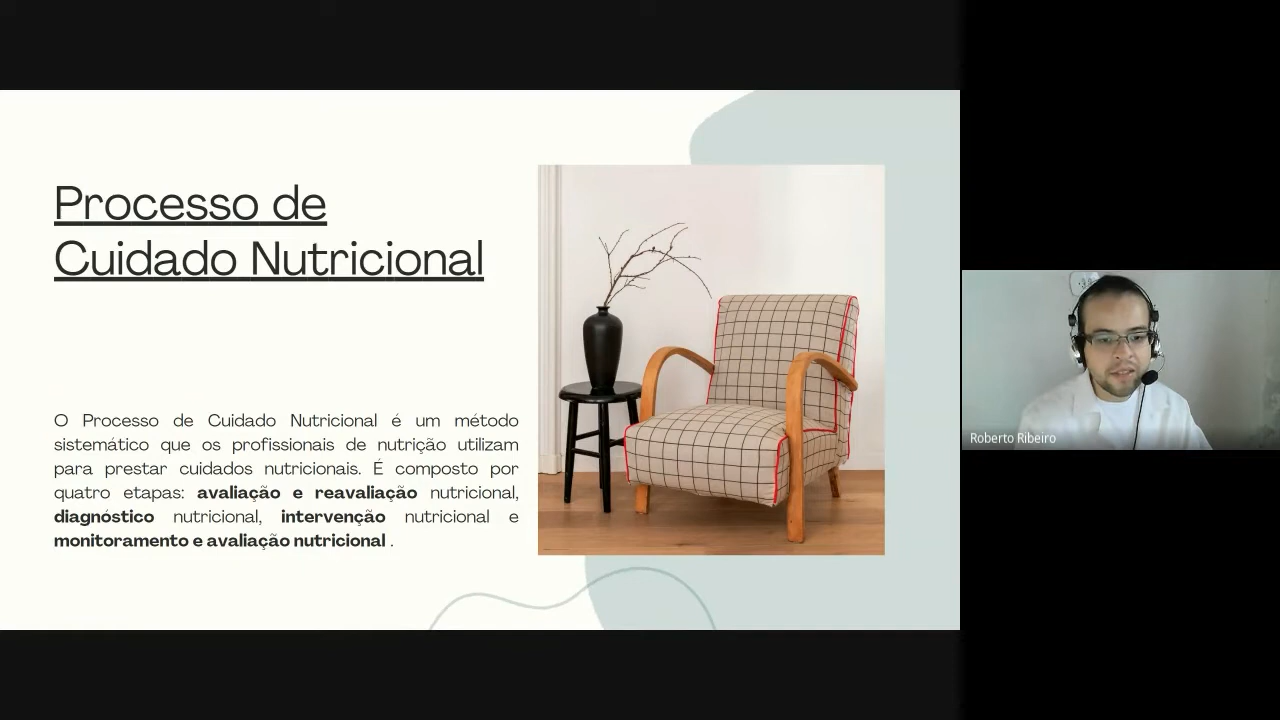 Processo de
Cuidado Nutricional
O Processo de Cuidado Nutricional é um método
sistemático que os profissionais de nutrição utilizam
para prestar cuidados nutricionais. É composto por
quatro etapas: avaliação e reavaliação nutricional,
diagnóstico nutricional, intervenção nutricional e
monitoramento e avaliação nutricional .
Roberto Ribeiro